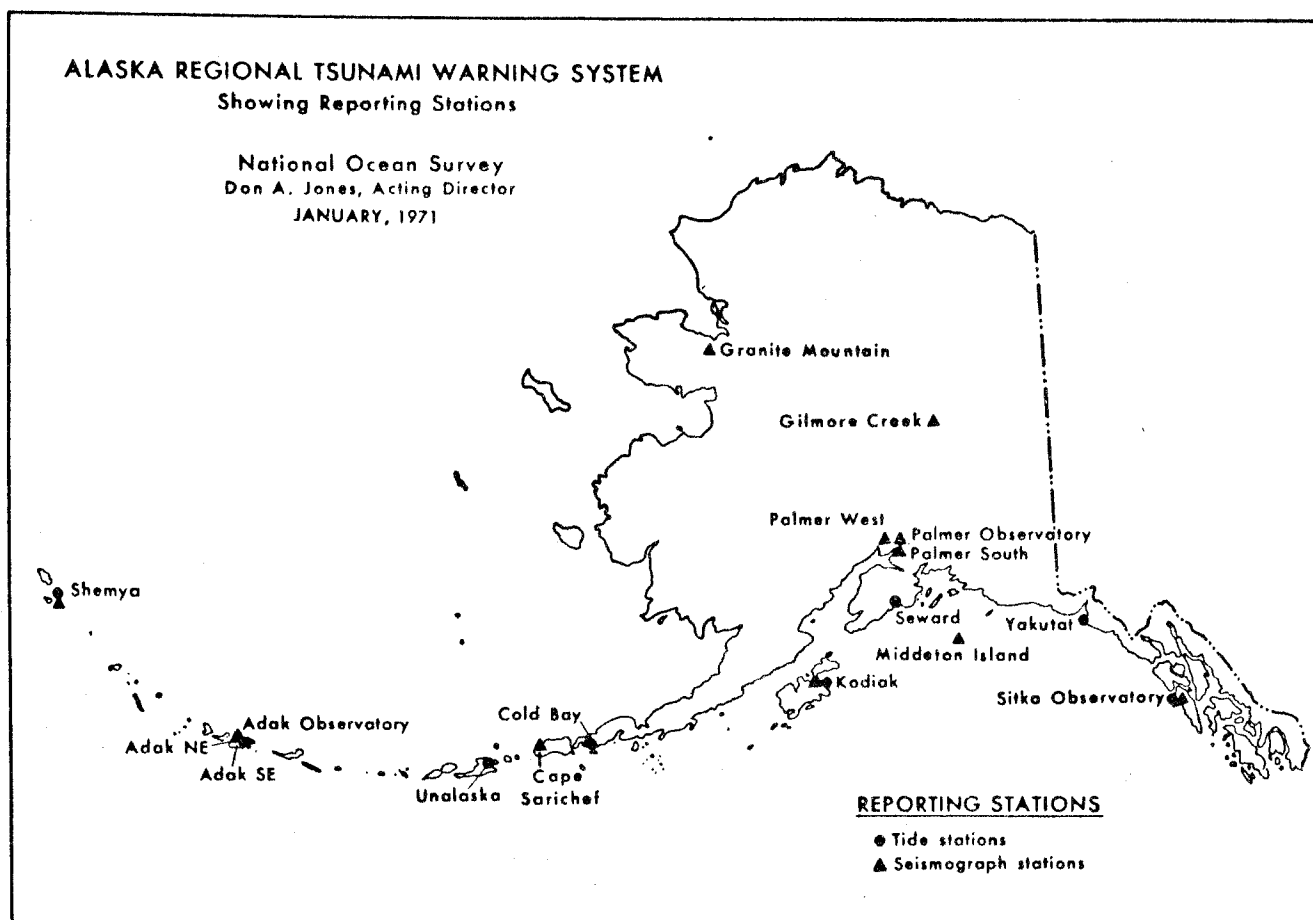 ALASKA REGIONAL TSUNAMI WARNING SYSTEM
Showing Reporting Stations
National Ocean Survey
Don A. Jones, Acting Director
JANUARY, 1971
Granite Mountain
Gilmore Creek
Palmer West
Palmer Observatory
Palmer South
Shemya
Seward
Yakutat
Middeton Island
Kodiak
Sitka Observatory
Adak Observatory
Cold Bay
Adak NE
Adak SE
Unalaska
Cape
Sarichef
REPORTING STATIONS
Tide stations
Seismograph stations